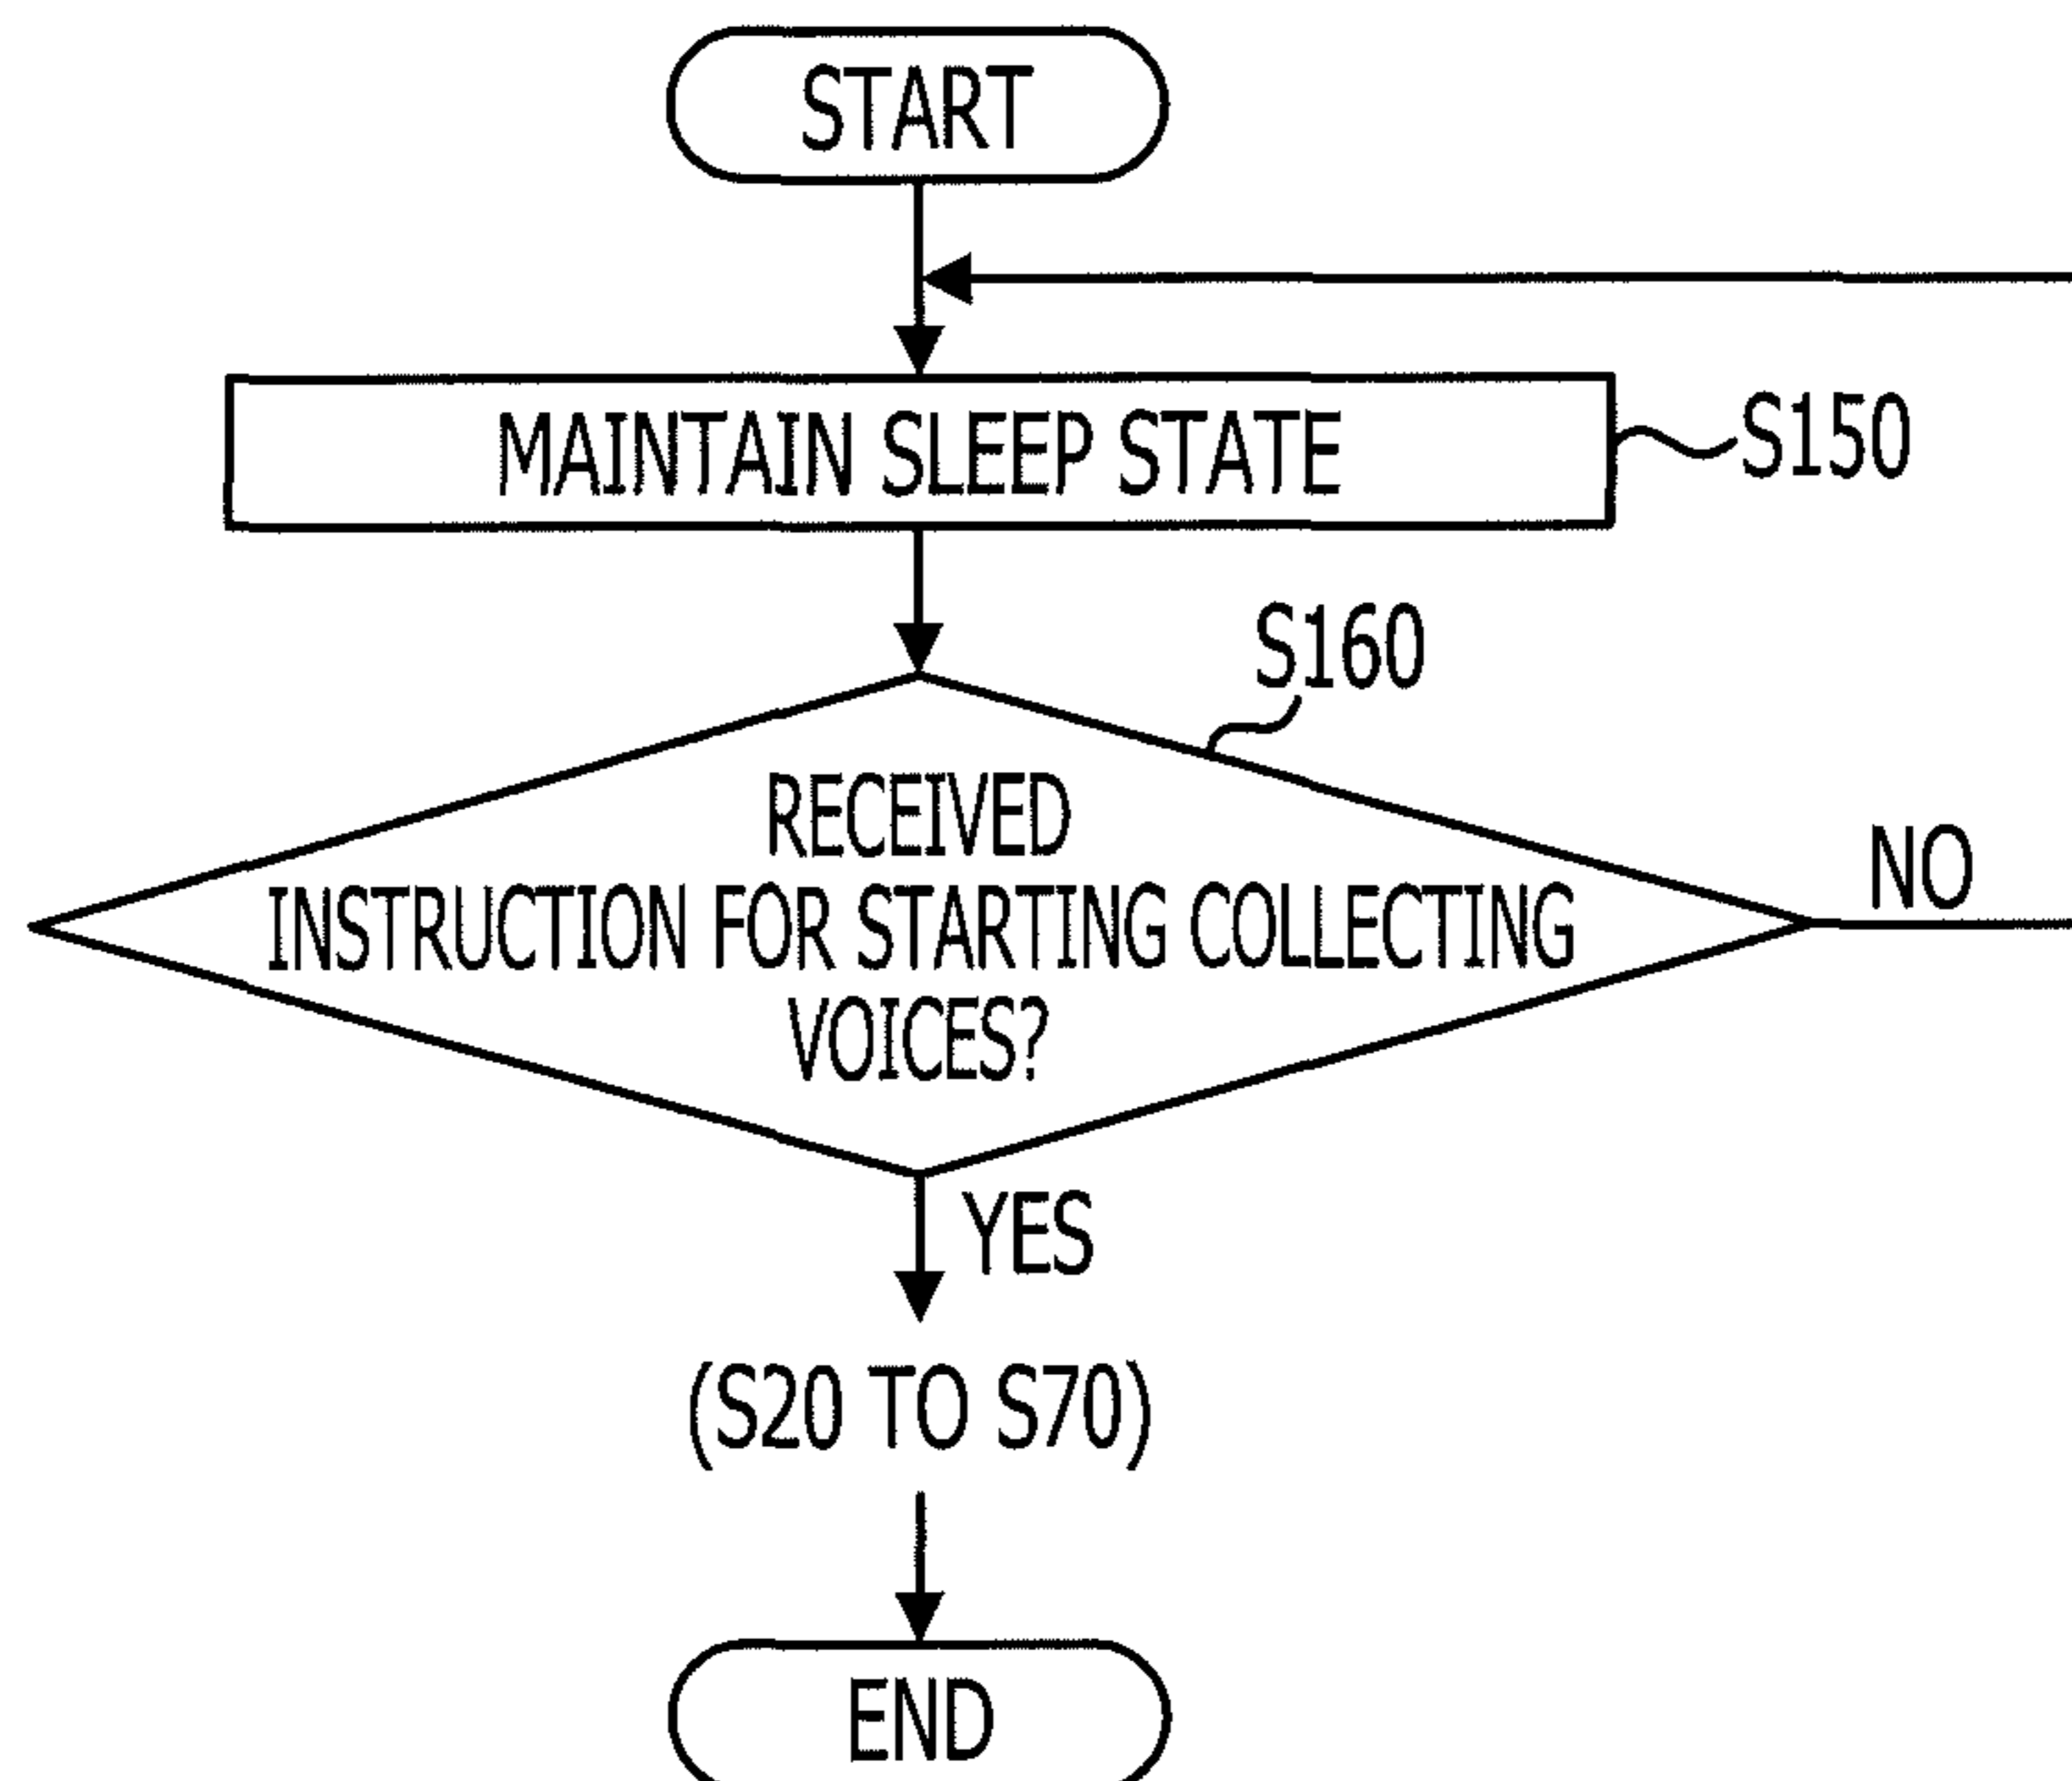 START
MAINTAIN SLEEP STATE
S150
S160
RECEIVED
INSTRUCTION FOR STARTING COLLECTING
VOICES?
NO
YES
(S20 TO S70)
END